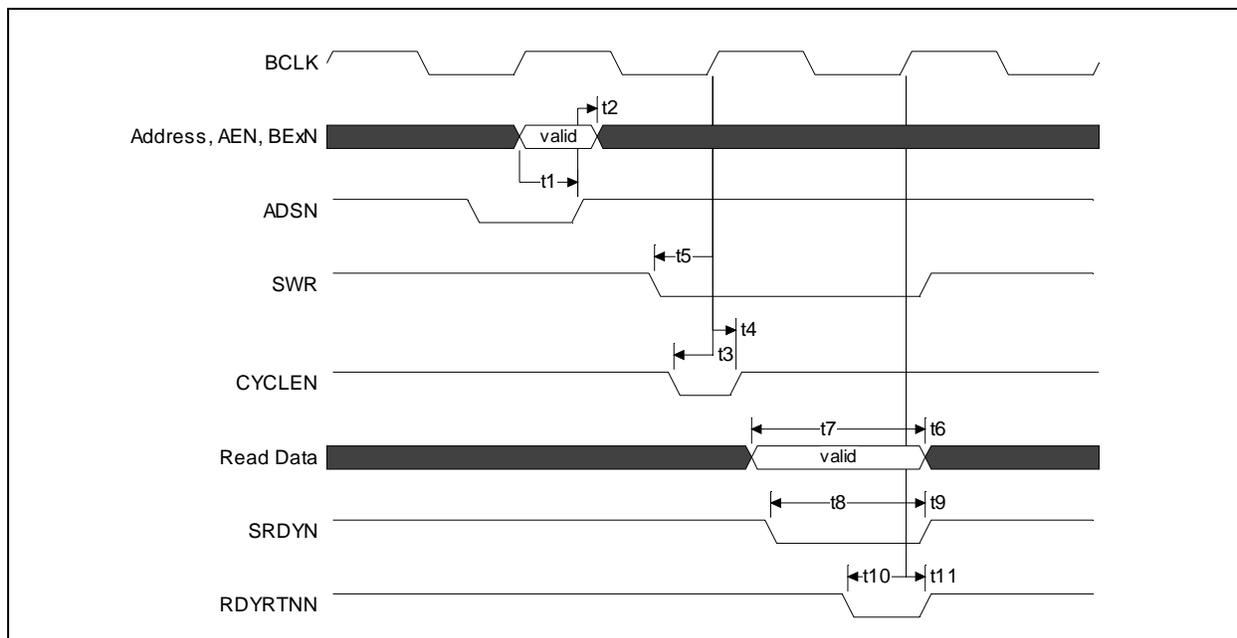 BCLK
t2
Address, AEN, BExN
valid
t1
ADSN
t5
SWR
t4
t3
CYCLEN
t7
t6
Read Data
valid
t8
t9
SRDYN
t10
t11
RDYRTNN